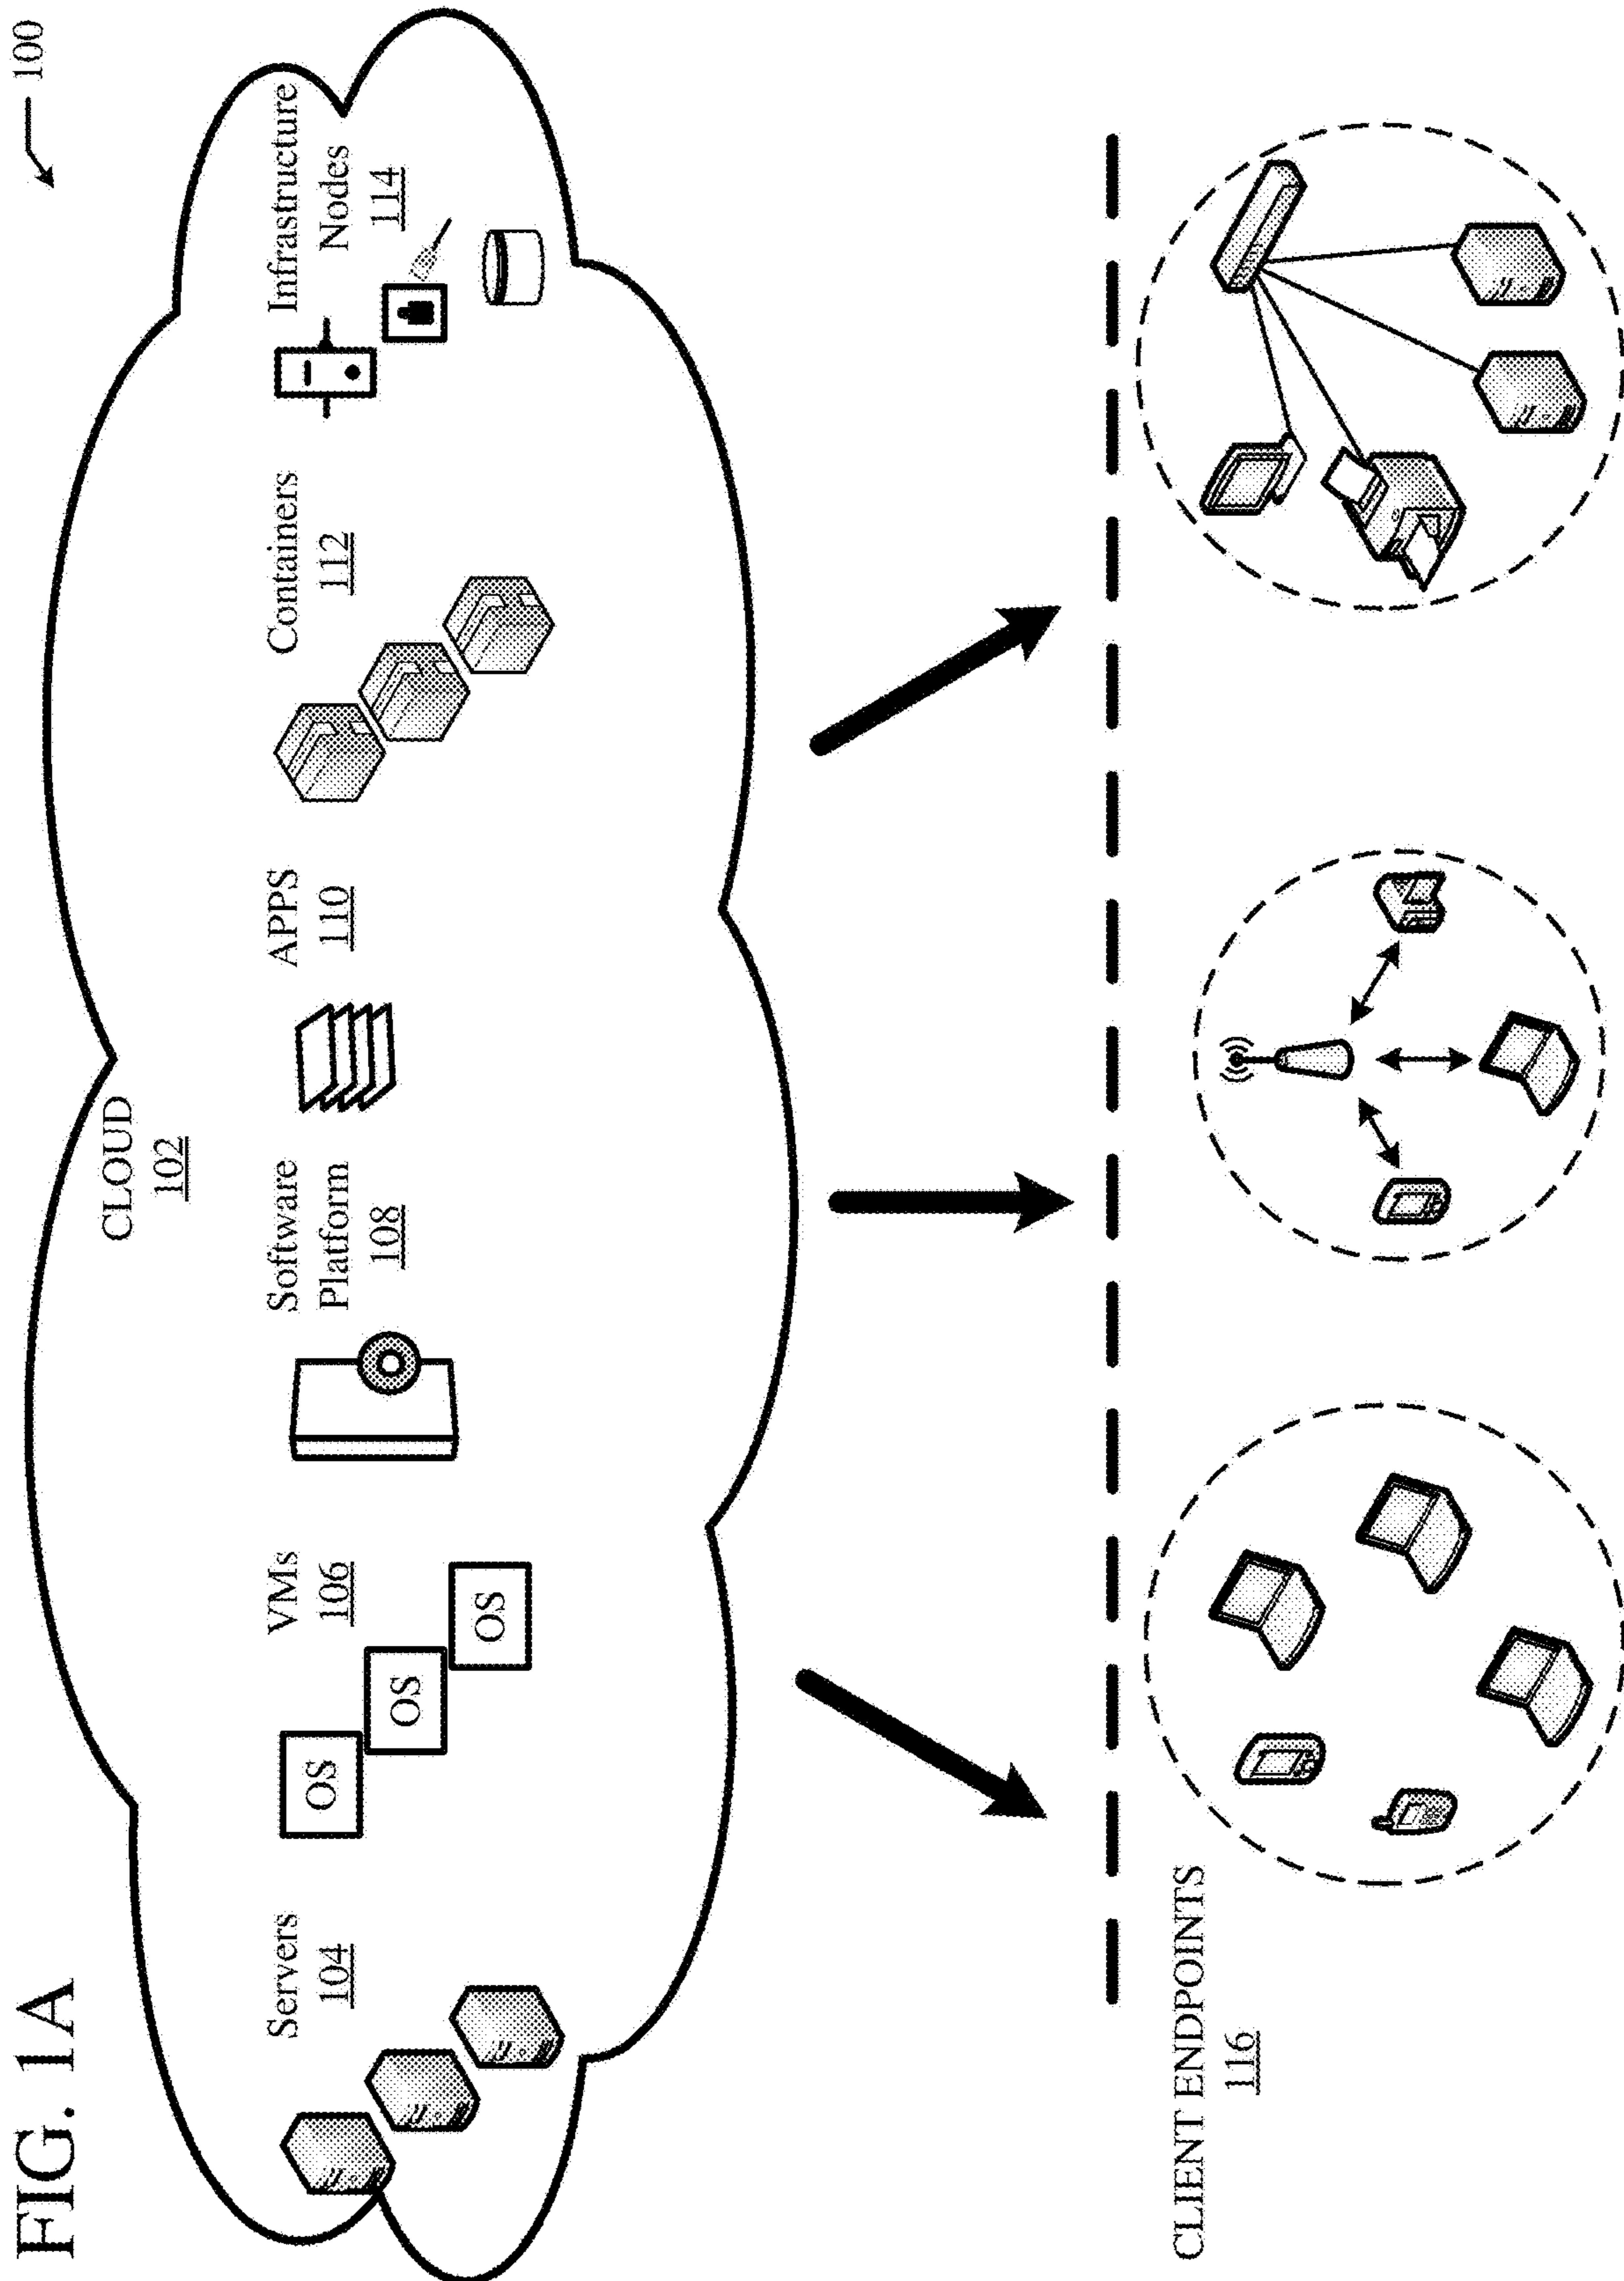 FIG. 1A
100
CLOUD
102
Servers
104
VMs
106
Software
Platform
108
APPS
110
Containers
112
Infrastructure
Nodes
114
OS
OS
OS
CLIENT ENDPOINTS
116